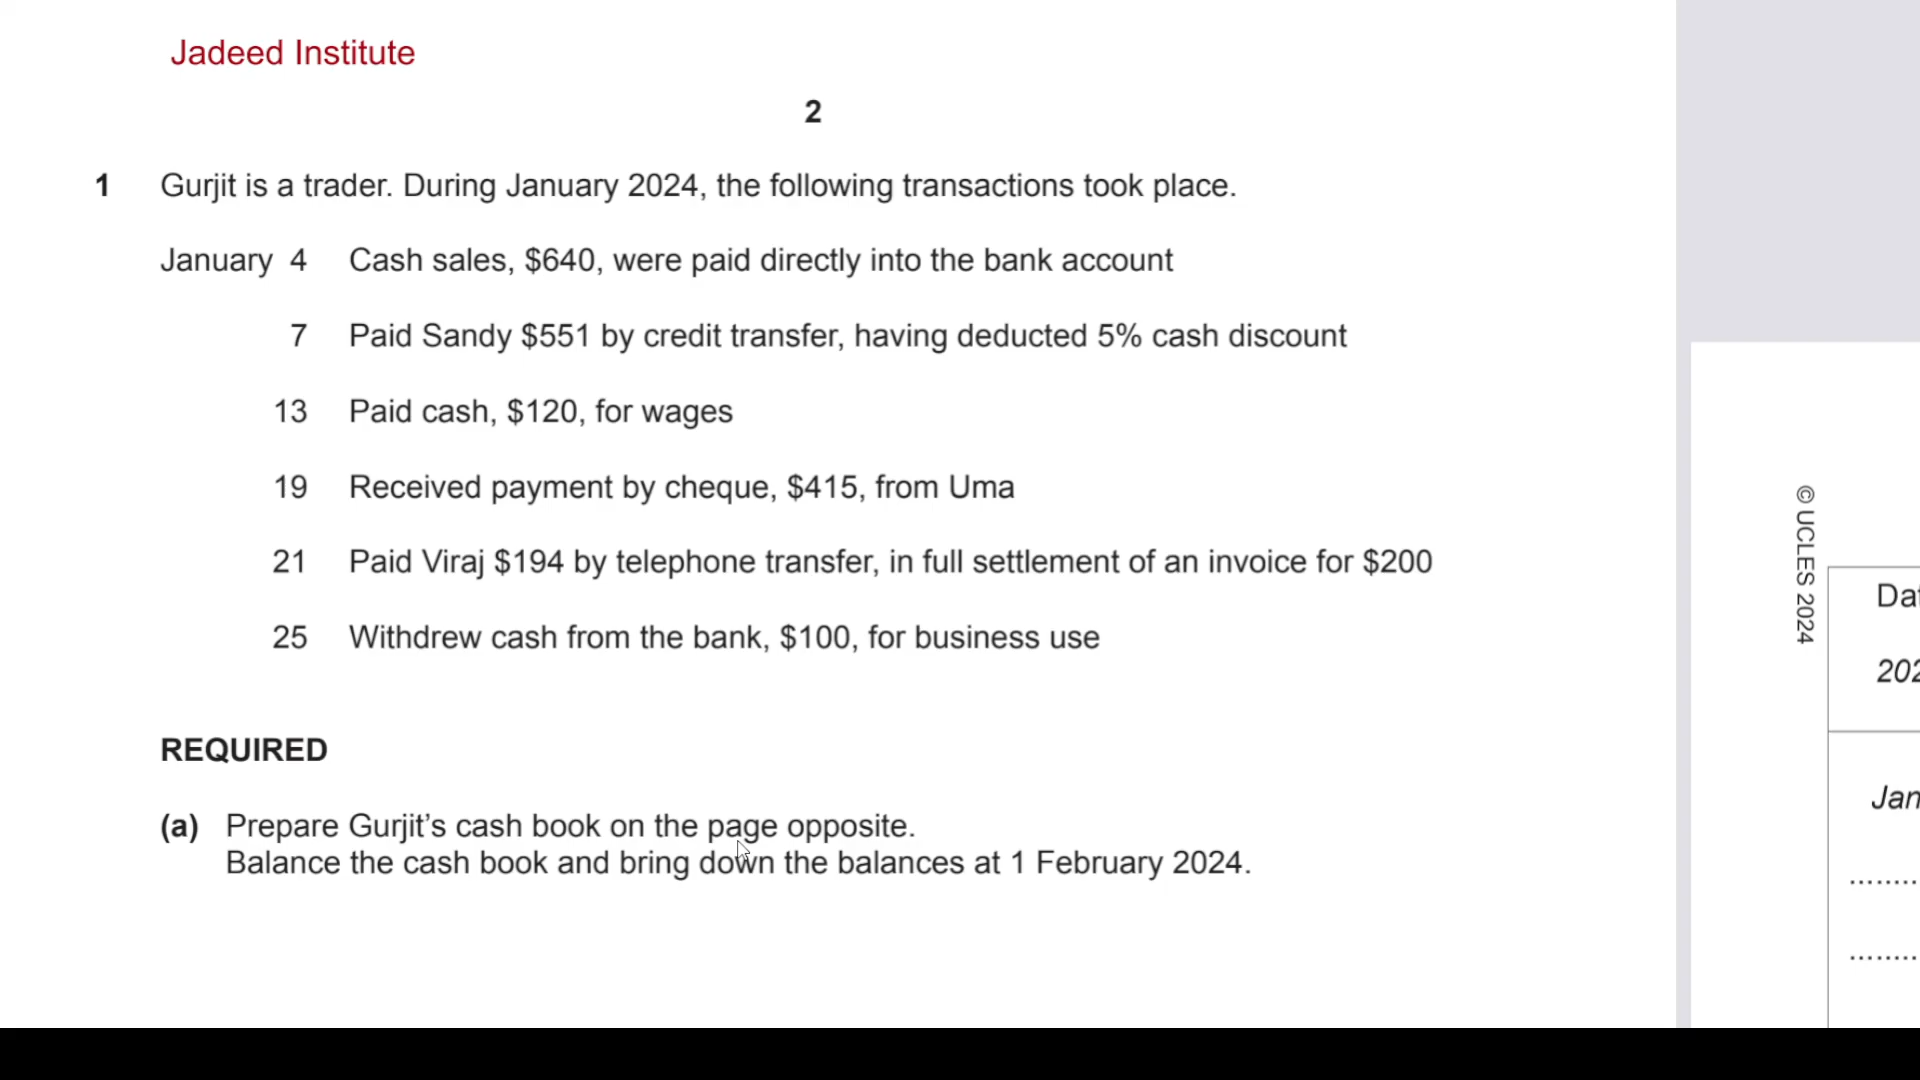 Jadeed Institute
2
1 Gurjit is a trader. During January 2024, the following transactions took place.
January 4 Cash sales, $640, were paid directly into the bank account
7 Paid Sandy $551 by credit transfer, having deducted 5% cash discount
13 Paid cash, $120, for wages
19 Received payment by cheque, $415, from Uma
21 Paid Viraj $194 by telephone transfer, in full settlement of an invoice for $200
25 Withdrew cash from the bank, $100, for business use
REQUIRED
(a) Prepare Gurjit’s cash book on the page opposite.
Balance the cash book and bring down the balances at 1 February 2024.
© UCLES 2024
Jan